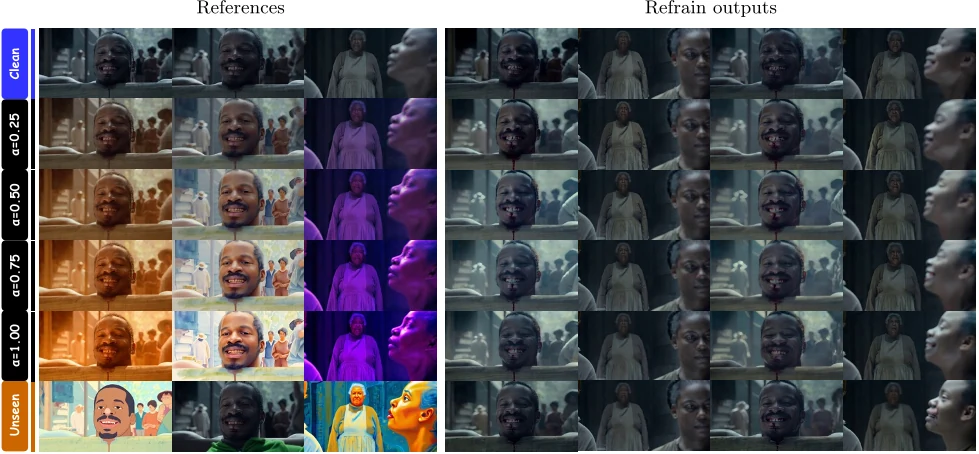 References
Refrain outputs
Clean
α=0.25
α=0.50
α=0.75
α=1.00
Unseen